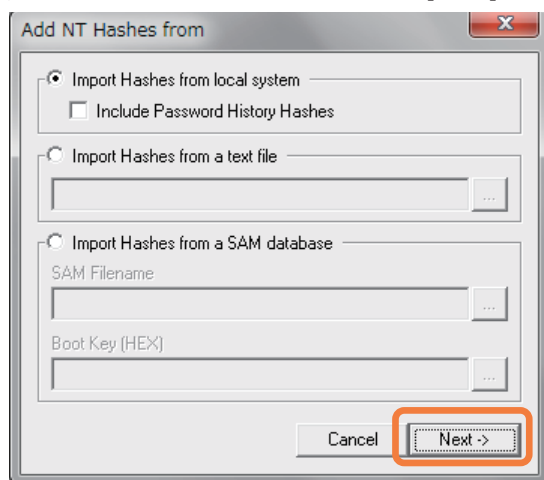 Add NT Hashes from
Import Hashes from local system
Include Password History Hashes
Import Hashes from a text file
...
Import Hashes from a SAM database
SAM Filename
...
Boot Key (HEX)
...
Cancel
Next ->